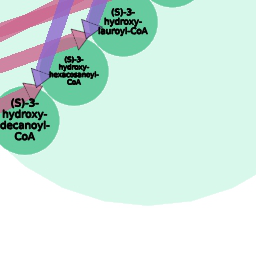 (S)-3-
hydroxy-
lauroyl-CoA
(S)-3-
hydroxy-
hexacosanoyl-
CoA
(S)-3-
hydroxy-
decanoyl-
CoA